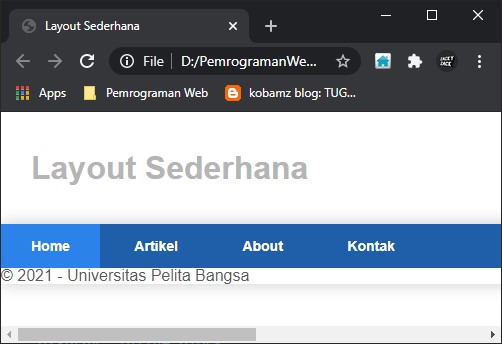 Layout Sederhana
File | D:/PemrogramanWe...
Apps Pemrograman Web kobamz blog: TUG...
Layout Sederhana
Home Artikel About Kontak
© 2021 - Universitas Pelita Bangsa